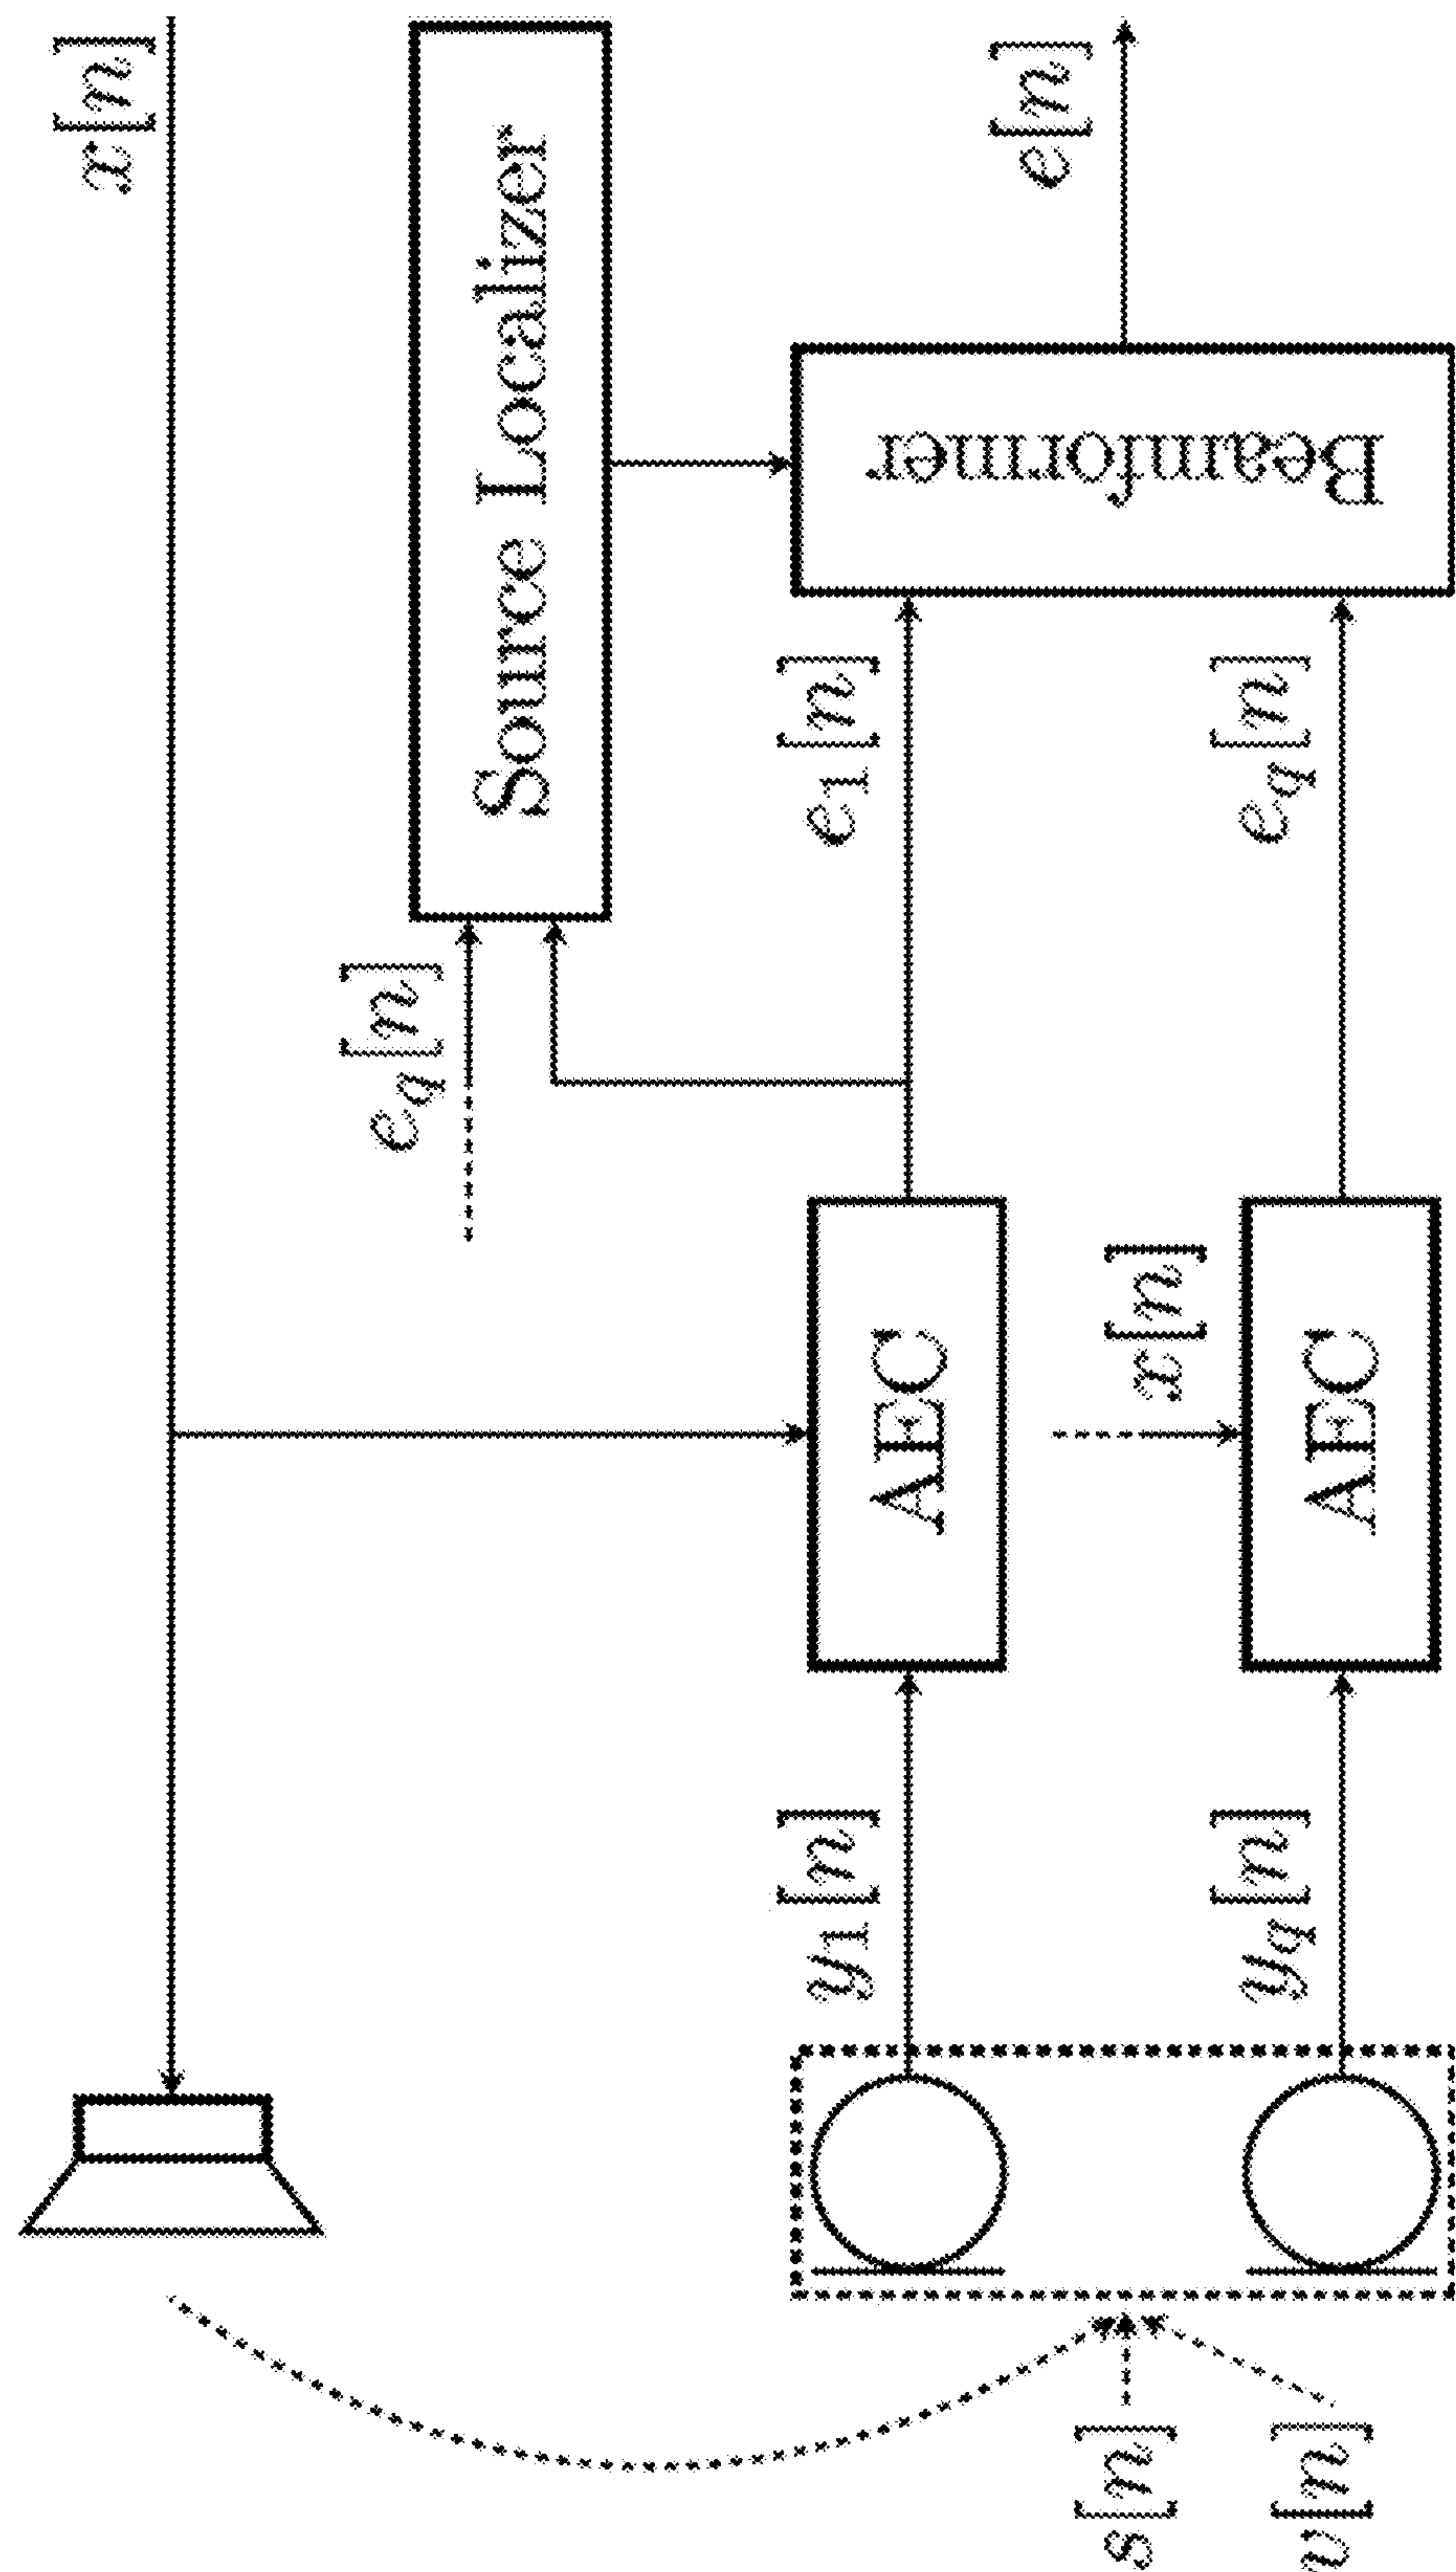 x[n]
Source Localizer
e_q[n]
e[n]
Beamformer
e_1[n]
y_1[n]
AEC
x[n]
e_q[n]
y_q[n]
AEC
s[n]
v[n]